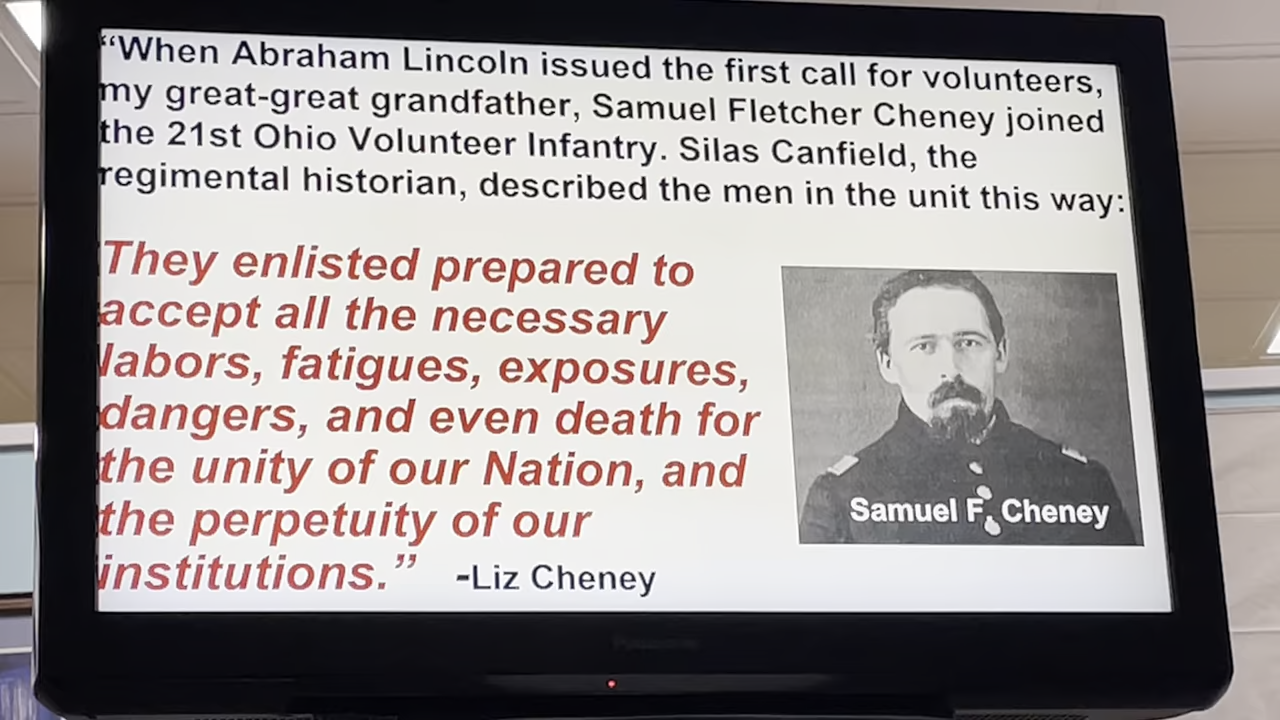 “When Abraham Lincoln issued the first call for volunteers,
my great-great grandfather, Samuel Fletcher Cheney joined
the 21st Ohio Volunteer Infantry. Silas Canfield, the
regimental historian, described the men in the unit this way:
They enlisted prepared to
accept all the necessary
labors, fatigues, exposures,
dangers, and even death for
the unity of our Nation, and
the perpetuity of our
institutions.” -Liz Cheney
Samuel F. Cheney
Panasonic